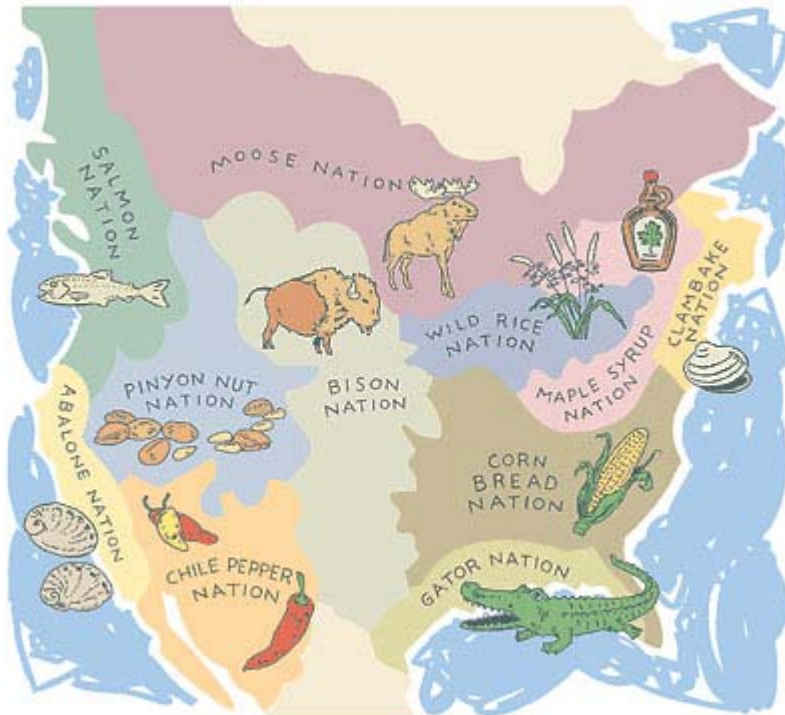 MOOSE NATION
SALMON
NATION
WILD RICE
NATION
CLAMBAKE
NATION
MAPLE SYRUP
NATION
PINYON NUT
NATION
BISON
NATION
ABALONE NATION
CORN
BREAD
NATION
CHILE PEPPER
NATION
GATOR NATION